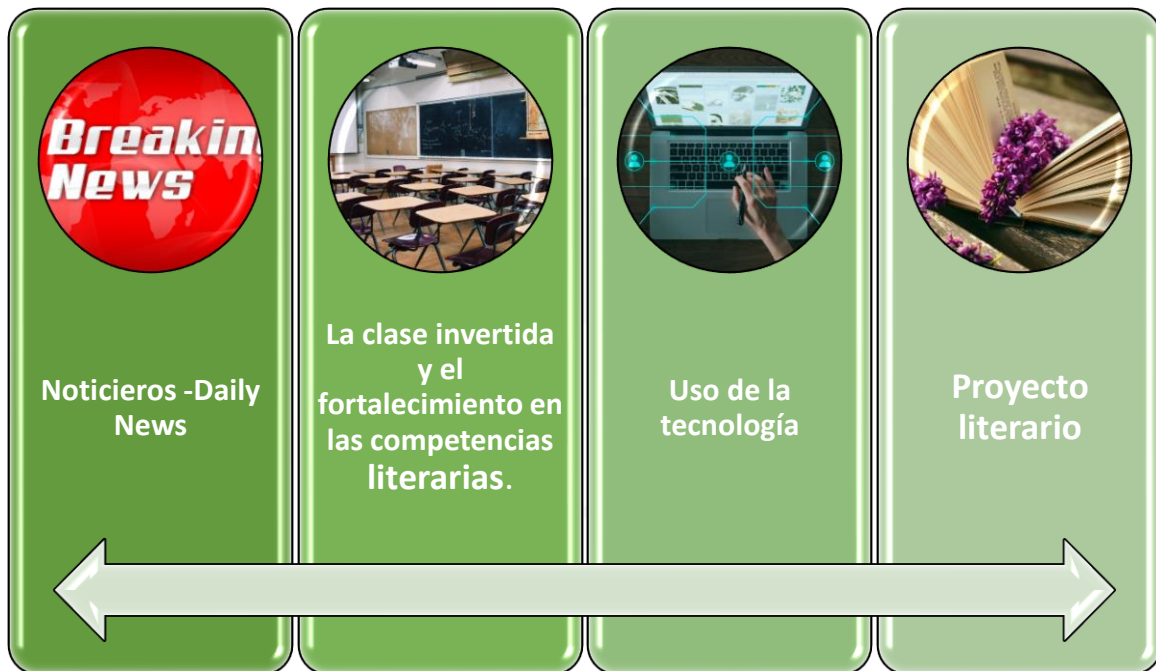 Breakin
News
Noticieros -Daily
News
La clase invertida
y el
fortalecimiento en
las competencias
literarias.
Uso de la
tecnología
Proyecto
literario